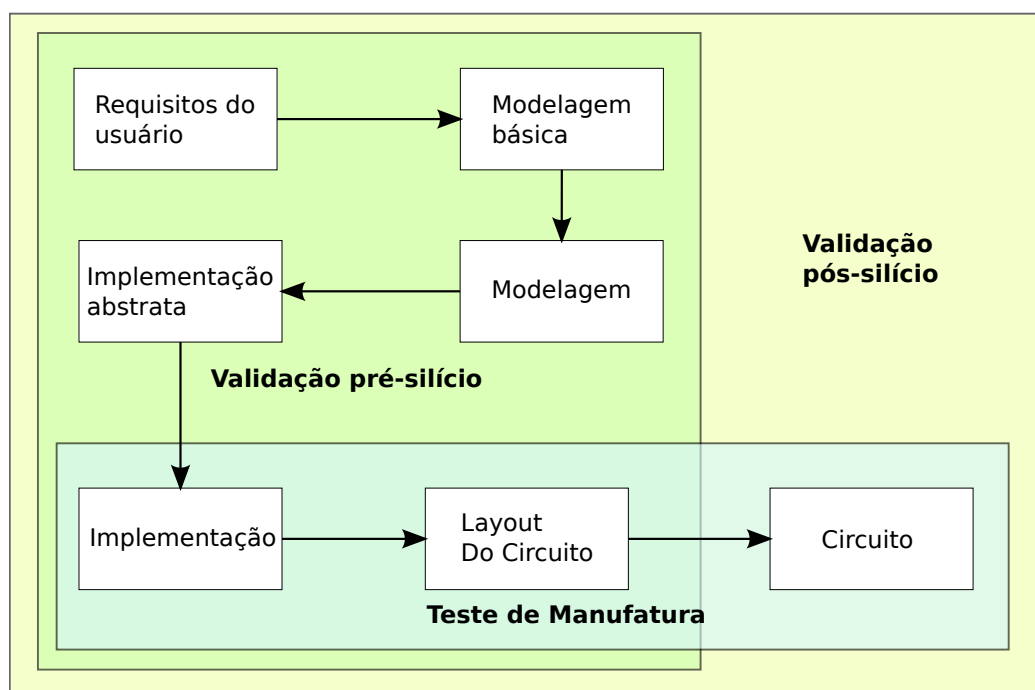 Requisitos do
usuário
Modelagem
básica
Validação
pós-silício
Implementação
abstrata
Modelagem
Validação pré-silício
Implementação
Layout
Do Circuito
Circuito
Teste de Manufatura